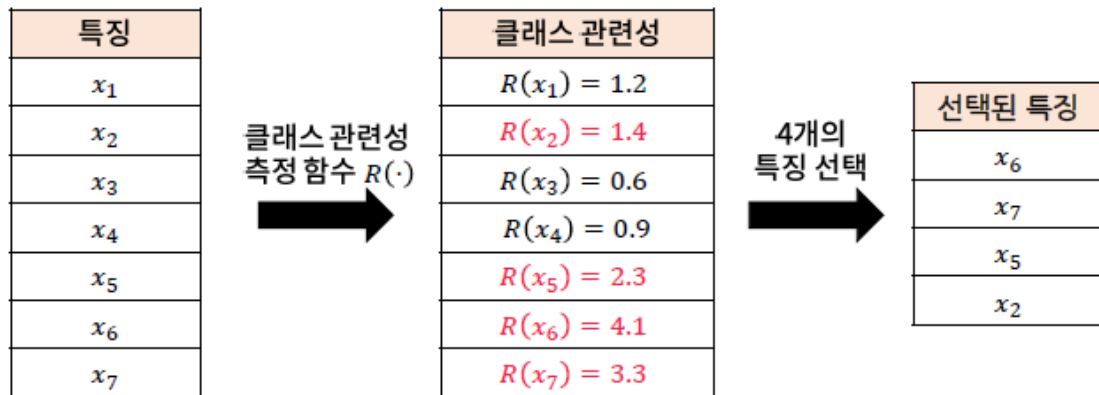 특징
x₁
x₂
x₃
x₄
x₅
x₆
x₇
클래스 관련성
측정 함수 R(·)
클래스 관련성
R(x₁) = 1.2
R(x₂) = 1.4
R(x₃) = 0.6
R(x₄) = 0.9
R(x₅) = 2.3
R(x₆) = 4.1
R(x₇) = 3.3
4개의
특징 선택
선택된 특징
x₆
x₇
x₅
x₂